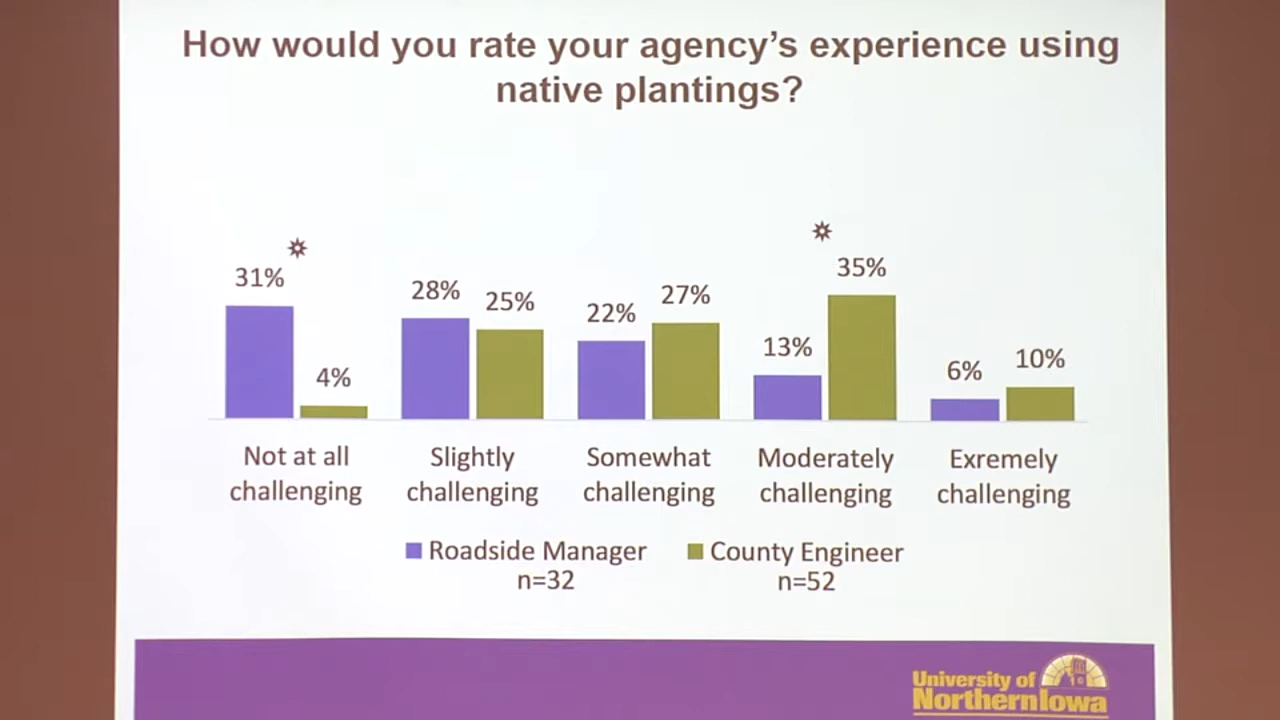 How would you rate your agency's experience using
native plantings?
31%
4%
28%
25%
22%
27%
13%
35%
6%
10%
Not at all
challenging
Slightly
challenging
Somewhat
challenging
Moderately
challenging
Exremely
challenging
Roadside Manager
n=32
County Engineer
n=52
University of
NorthernIowa